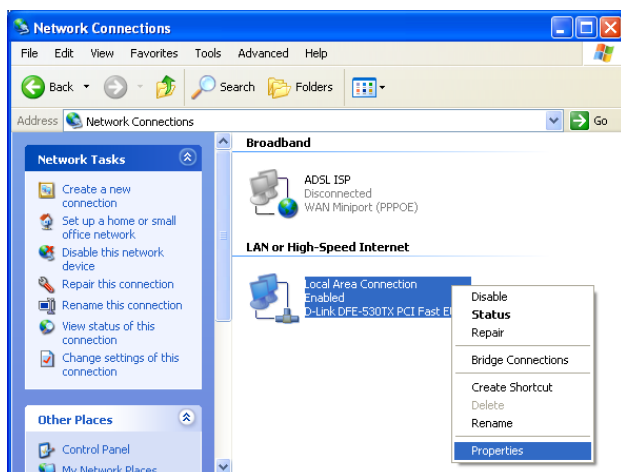 Network Connections
File Edit View Favorites Tools Advanced Help
Back Search Folders
Address Network Connections Go
Network Tasks
Create a new
connection
Set up a home or small
office network
Disable this network
device
Repair this connection
Rename this connection
View status of this
connection
Change settings of this
connection
Other Places
Control Panel
My Network Places
Broadband
ADSL ISP
Disconnected
WAN Miniport (PPPOE)
LAN or High-Speed Internet
Local Area Connection
Enabled
D-Link DFE-530TX PCI Fast
Disable
Status
Repair
Bridge Connections
Create Shortcut
Delete
Rename
Properties